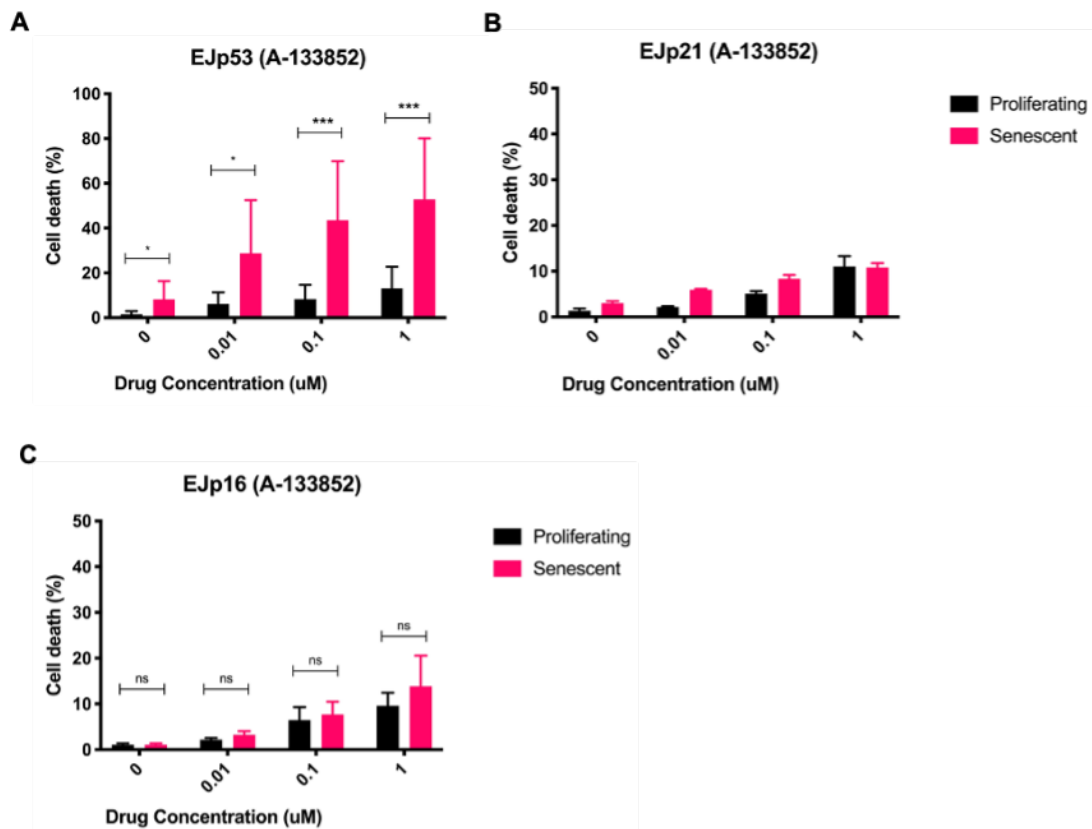 A
EJp53 (A-133852)
Cell death (%)
100
80
60
40
20
0
*
*
***
***
0
0.01
0.1
1
Drug Concentration (uM)
B
EJp21 (A-133852)
Cell death (%)
50
40
30
20
10
0
0
0.01
0.1
1
Drug Concentration (uM)
Proliferating
Senescent
C
EJp16 (A-133852)
Cell death (%)
50
40
30
20
10
0
ns
ns
ns
ns
0
0.01
0.1
1
Drug Concentration (uM)
Proliferating
Senescent